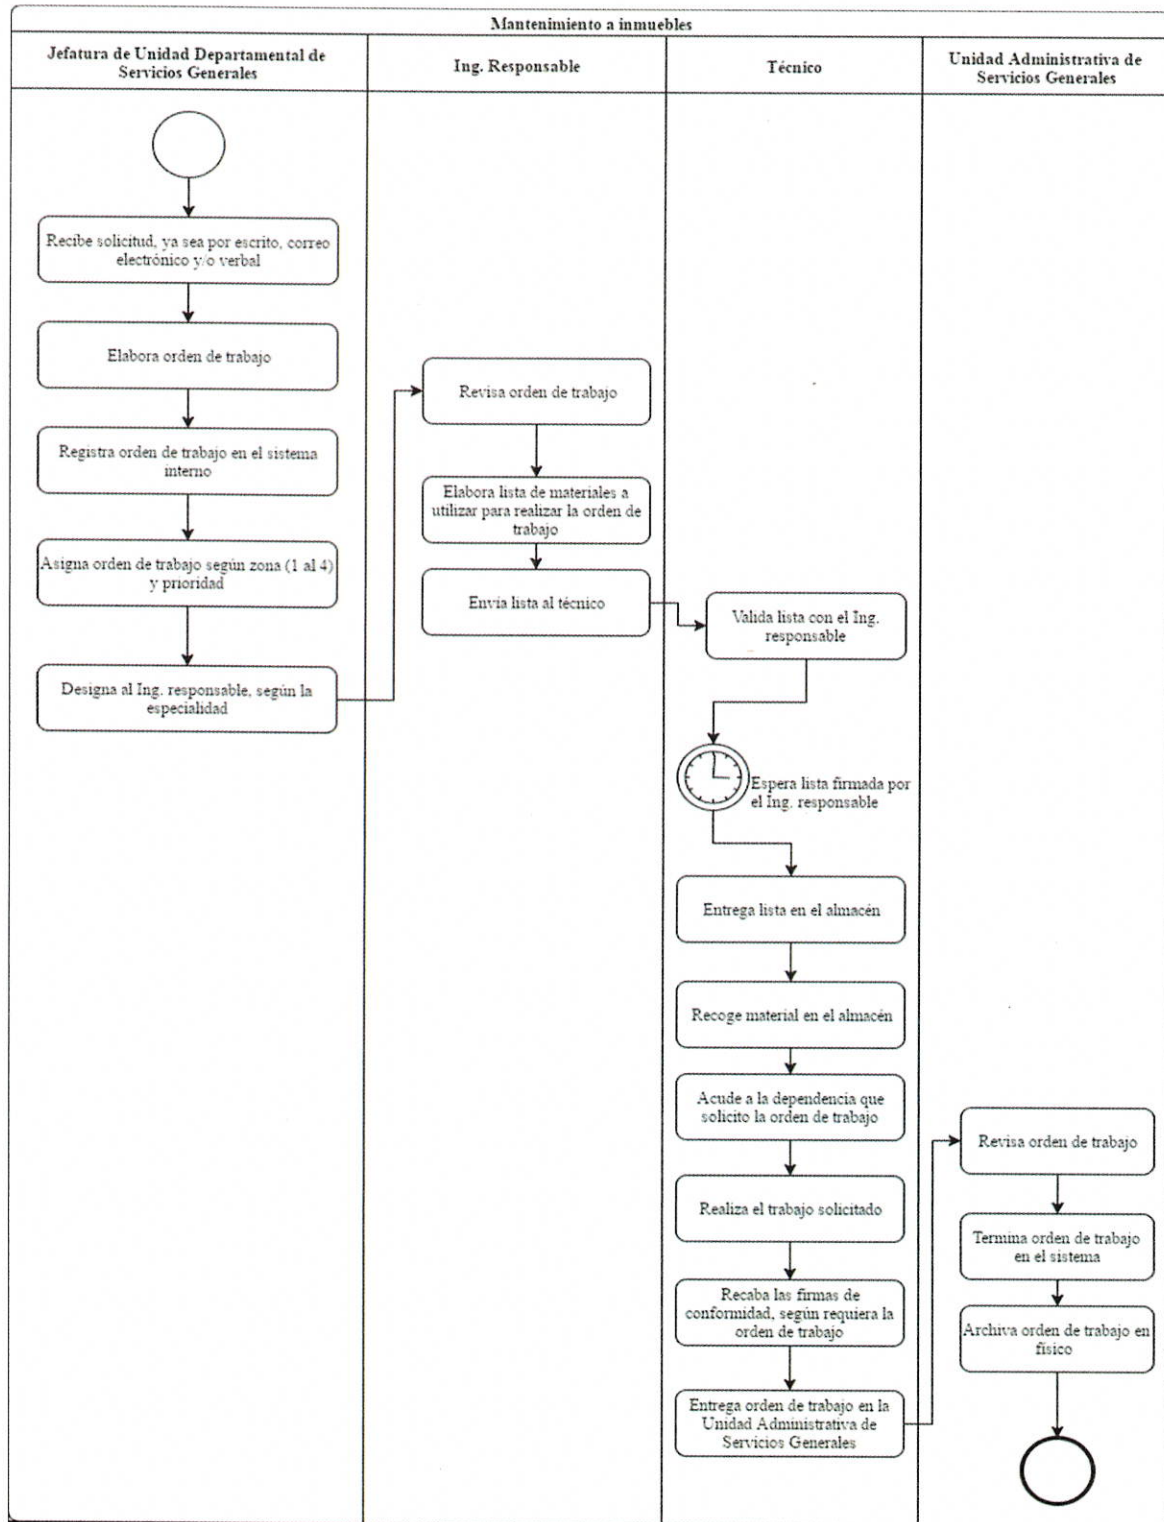 Mantenimiento a inmuebles
Jefatura de Unidad Departamental de
Servicios Generales
Ing. Responsable
Técnico
Unidad Administrativa de
Servicios Generales
Recibe solicitud, ya sea por escrito, correo
electrónico y/o verbal
Elabora orden de trabajo
Registra orden de trabajo en el sistema
interno
Asigna orden de trabajo según zona (1 al 4)
y prioridad
Designa al Ing. responsable, según la
especialidad
Revisa orden de trabajo
Elabora lista de materiales a
utilizar para realizar la orden de
trabajo
Envía lista al técnico
Valida lista con el Ing.
responsable
Espera lista firmada por
el Ing. responsable
Entrega lista en el almacén
Recoge material en el almacén
Acude a la dependencia que
solicito la orden de trabajo
Realiza el trabajo solicitado
Recaba las firmas de
conformidad, según requiera la
orden de trabajo
Entrega orden de trabajo en la
Unidad Administrativa de
Servicios Generales
Revisa orden de trabajo
Termina orden de trabajo
en el sistema
Archiva orden de trabajo en
físico